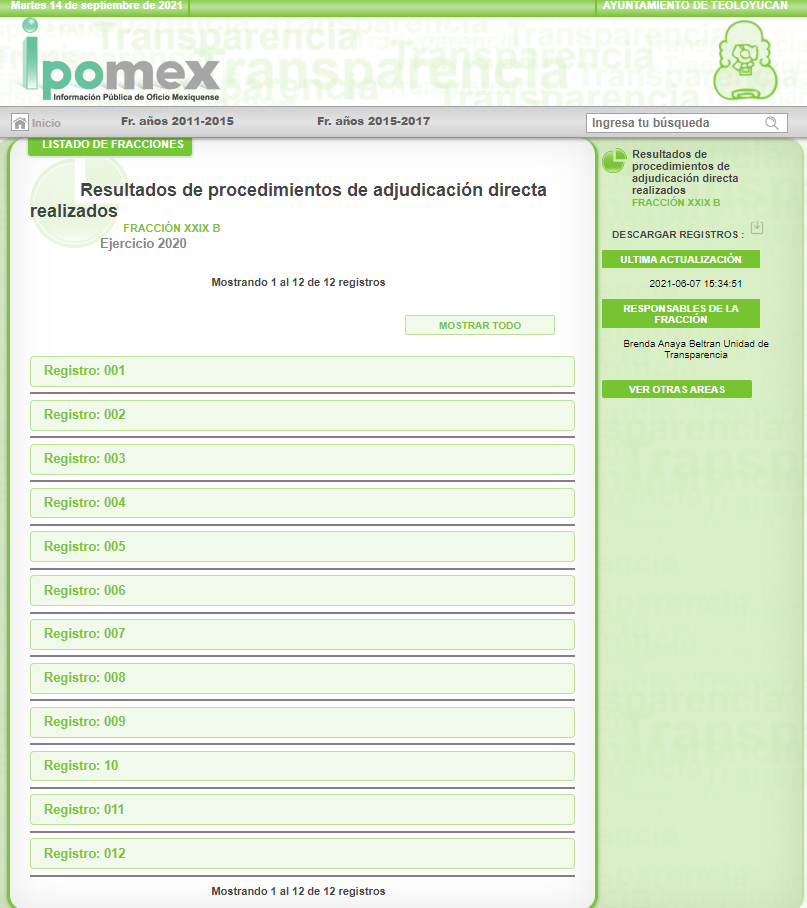 Martes 14 de septiembre de 2021
AYUNTAMIENTO DE TEOLOYUCAN
ipomex
Información Pública de Oficio Mexiquense
Inicio
Fr. años 2011-2015
Fr. años 2015-2017
Ingresa tu búsqueda
LISTADO DE FRACCIONES
Resultados de procedimientos de adjudicación directa
realizados
FRACCIÓN XXIX B
Ejercicio 2020
Mostrando 1 al 12 de 12 registros
MOSTRAR TODO
Registro: 001
Registro: 002
Registro: 003
Registro: 004
Registro: 005
Registro: 006
Registro: 007
Registro: 008
Registro: 009
Registro: 10
Registro: 011
Registro: 012
Mostrando 1 al 12 de 12 registros
Resultados de
procedimientos de
adjudicación directa
realizados
FRACCIÓN XXIX B
DESCARGAR REGISTROS :
ULTIMA ACTUALIZACIÓN
2021-06-07 15:34:51
RESPONSABLES DE LA
FRACCIÓN
Brenda Anaya Beltran Unidad de
Transparencia
VER OTRAS AREAS